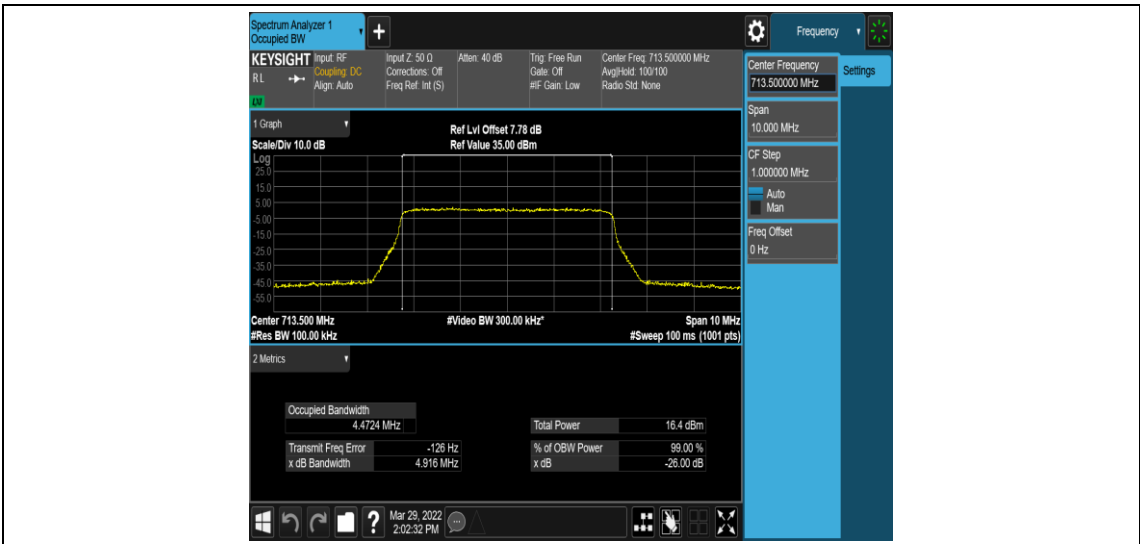 Spectrum Analyzer 1
Occupied BW
+
Frequency
KEYSIGHT
RL
LXI
Input: RF
Coupling: DC
Align: Auto
Input Z: 50 Ω
Corrections: Off
Freq Ref: Int (S)
Atten: 40 dB
Trig: Free Run
Gate: Off
#IF Gain: Low
Center Freq: 713.500000 MHz
Avg|Hold: 100/100
Radio Std: None
Center Frequency
713.500000 MHz
Settings
Span
10.000 MHz
CF Step
1.000000 MHz
Auto
Man
Freq Offset
0 Hz
1 Graph
Scale/Div 10.0 dB
Ref Lvl Offset 7.78 dB
Ref Value 35.00 dBm
Log
25.0
15.0
5.00
-5.00
-15.0
-25.0
-35.0
-45.0
-55.0
Center 713.500 MHz
#Video BW 300.00 kHz*
Span 10 MHz
#Res BW 100.00 kHz
#Sweep 100 ms (1001 pts)
2 Metrics
Occupied Bandwidth
4.4724 MHz
Total Power 16.4 dBm
Transmit Freq Error -126 Hz
% of OBW Power 99.00 %
x dB Bandwidth 4.916 MHz
x dB -26.00 dB
?
Mar 29, 2022
2:02:32 PM